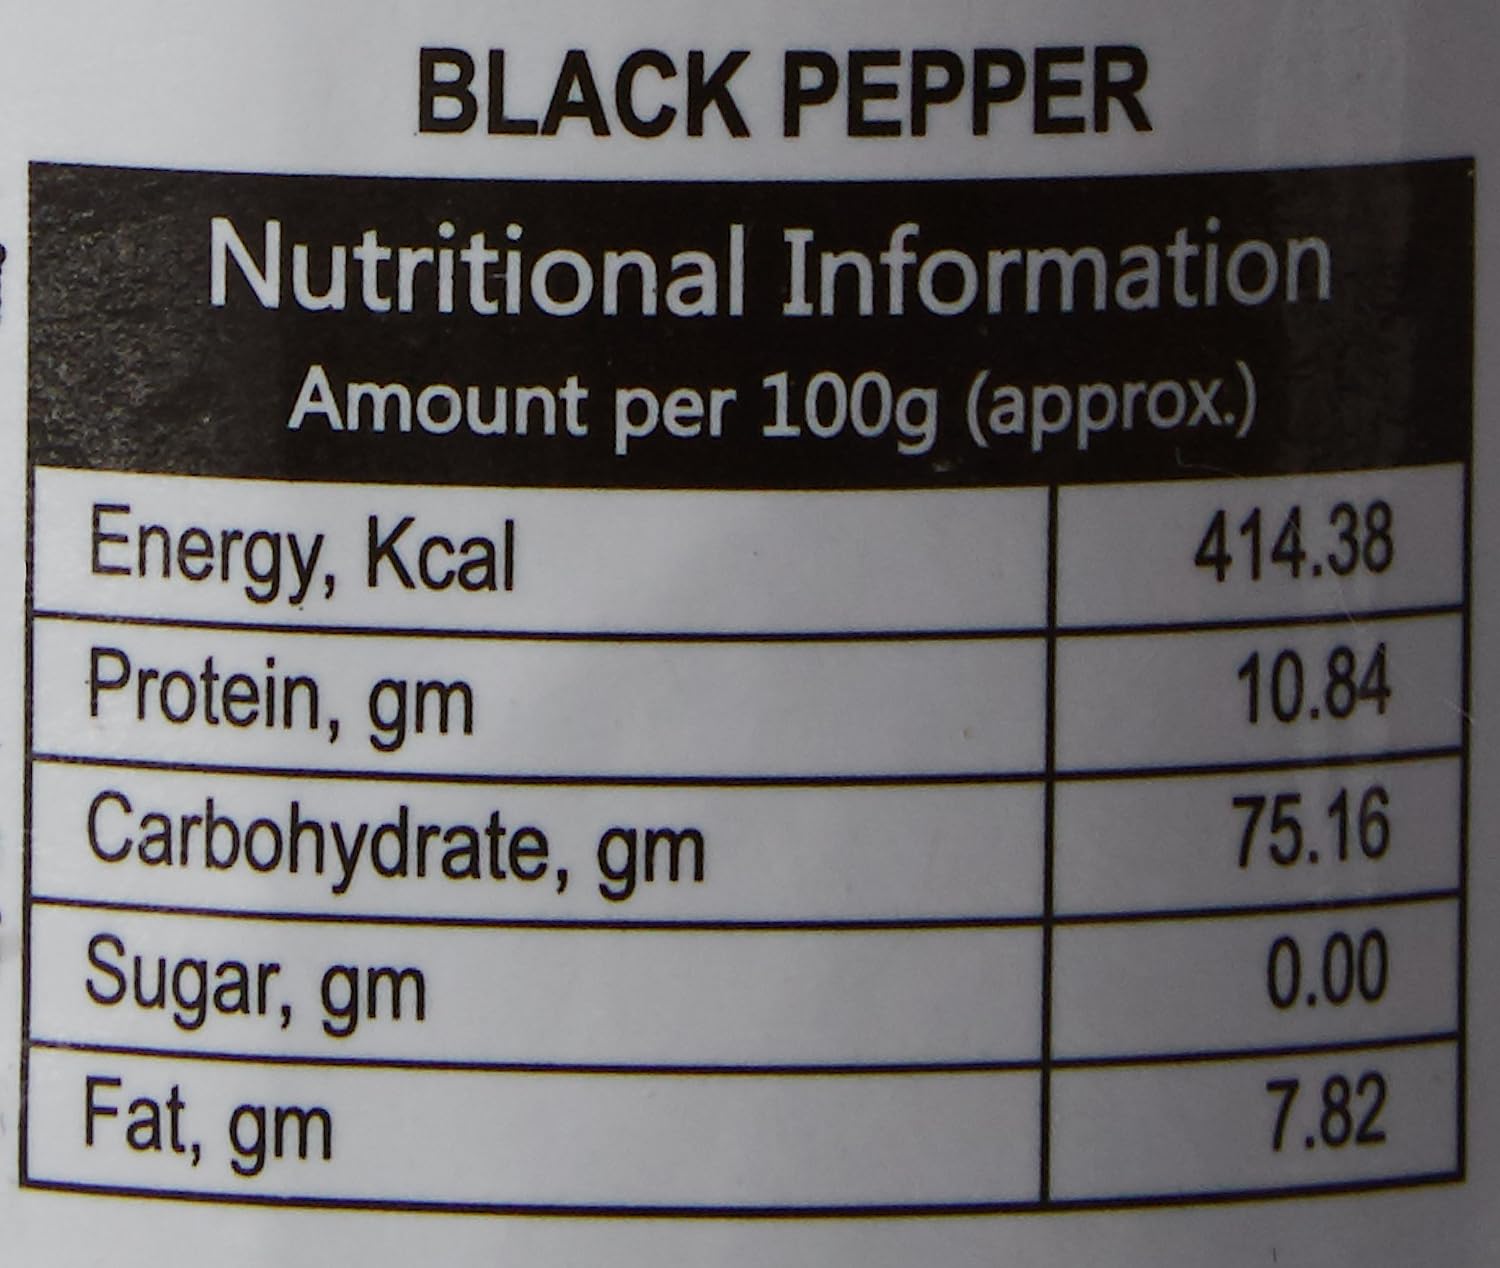 BLACK PEPPER
Nutritional Information
Amount per 100g (approx.)
Energy, Kcal 414.38
Protein, gm 10.84
Carbohydrate, gm 75.16
Sugar, gm 0.00
Fat, gm 7.82